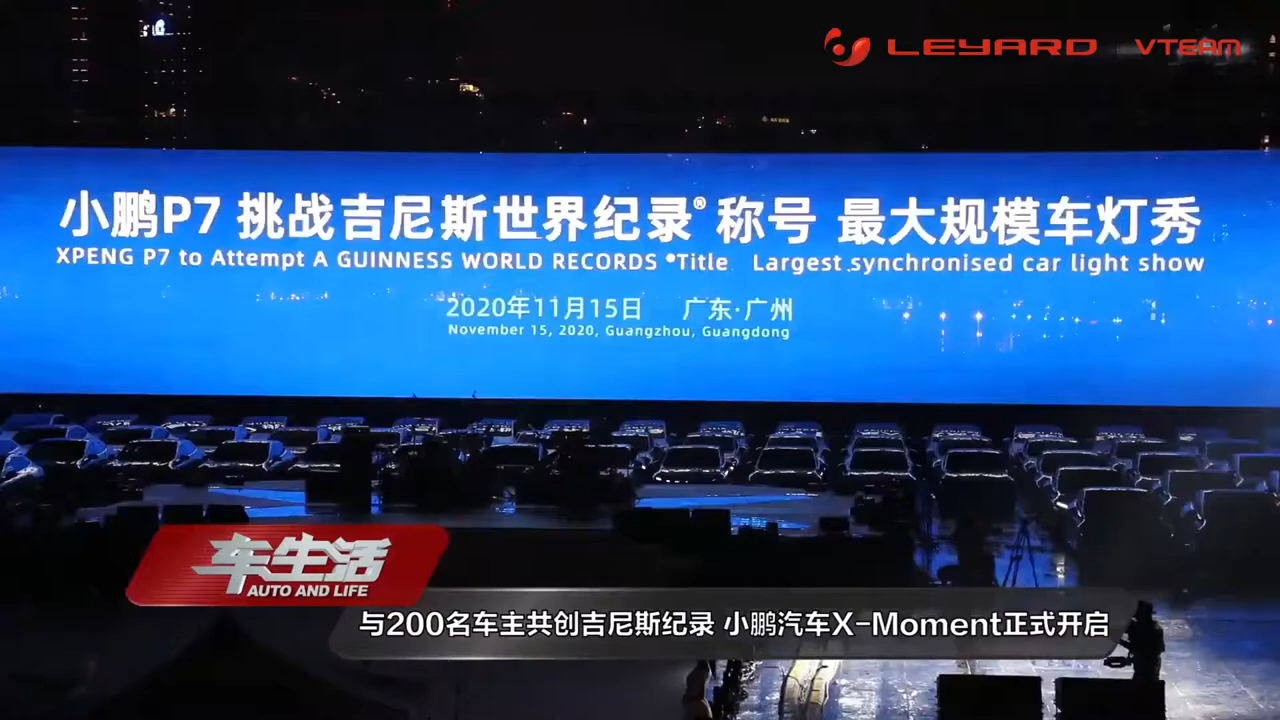 LEYARD VTEAM
小鹏P7 挑战吉尼斯世界纪录®称号 最大规模车灯秀
XPENG P7 to Attempt A GUINNESS WORLD RECORDS ®Title Largest synchronised car light show
2020年11月15日 广东·广州
November 15, 2020, Guangzhou, Guangdong
车生活
AUTO AND LIFE
与200名车主共创吉尼斯纪录 小鹏汽车X-Moment正式开启